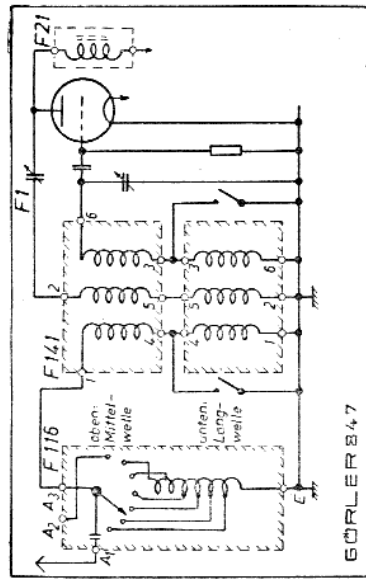 F21
F1
6
2
F141
1
3
5
4
3
5
4
6
2
1
F116
A3
A2
A1
oben:
Mittel-
welle
unten:
Lang-
welle
E
GÖRLER 847